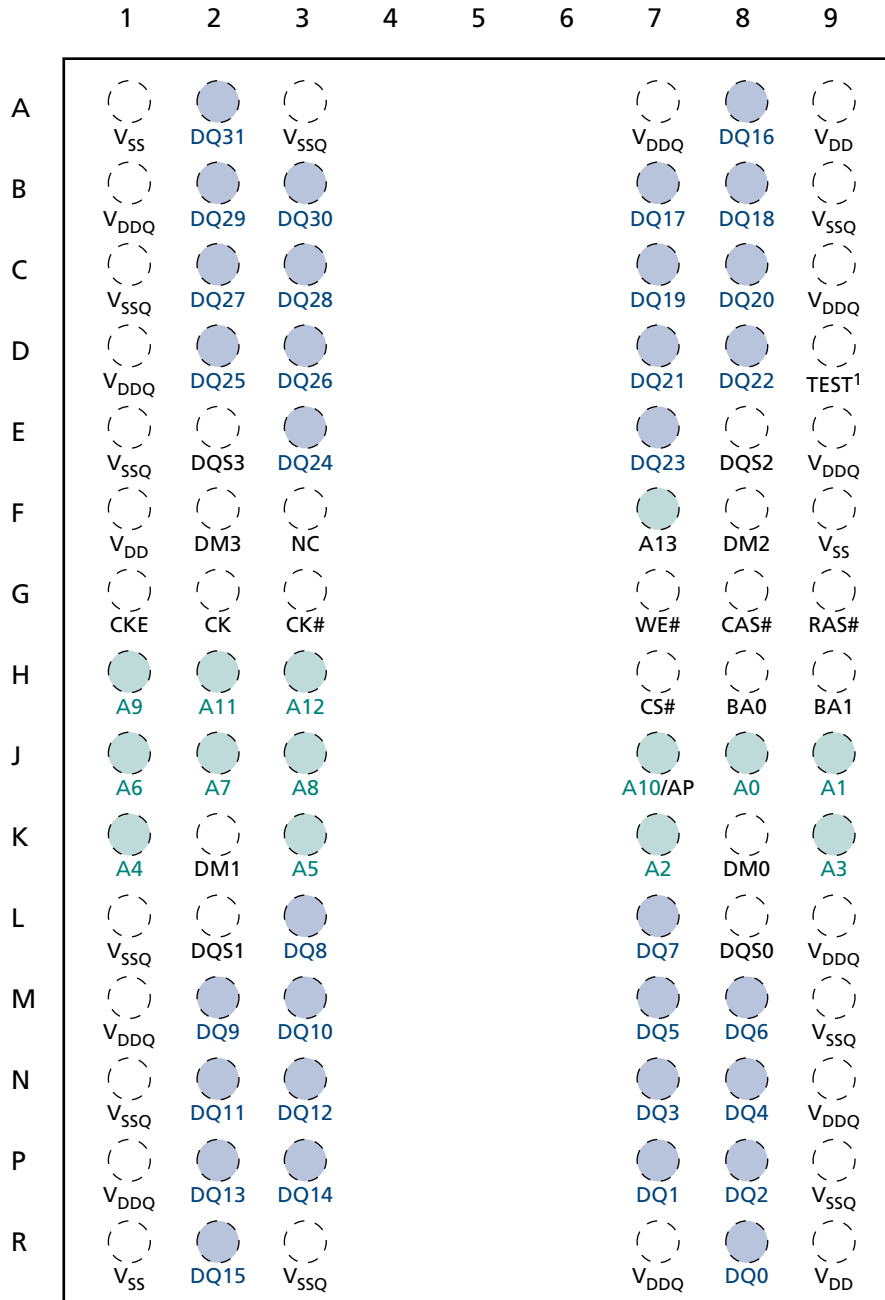 1 2 3 4 5 6 7 8 9
A
VSS DQ31 VSSQ VDDQ DQ16 VDD
B
VDDQ DQ29 DQ30 DQ17 DQ18 VSSQ
C
VSSQ DQ27 DQ28 DQ19 DQ20 VDDQ
D
VDDQ DQ25 DQ26 DQ21 DQ22 TEST1
E
VSSQ DQS3 DQ24 DQ23 DQS2 VDDQ
F
VDD DM3 NC A13 DM2 VSS
G
CKE CK CK# WE# CAS# RAS#
H
A9 A11 A12 CS# BA0 BA1
J
A6 A7 A8 A10/AP A0 A1
K
A4 DM1 A5 A2 DM0 A3
L
VSSQ DQS1 DQ8 DQ7 DQS0 VDDQ
M
VDDQ DQ9 DQ10 DQ5 DQ6 VSSQ
N
VSSQ DQ11 DQ12 DQ3 DQ4 VDDQ
P
VDDQ DQ13 DQ14 DQ1 DQ2 VSSQ
R
VSS DQ15 VSSQ VDDQ DQ0 VDD